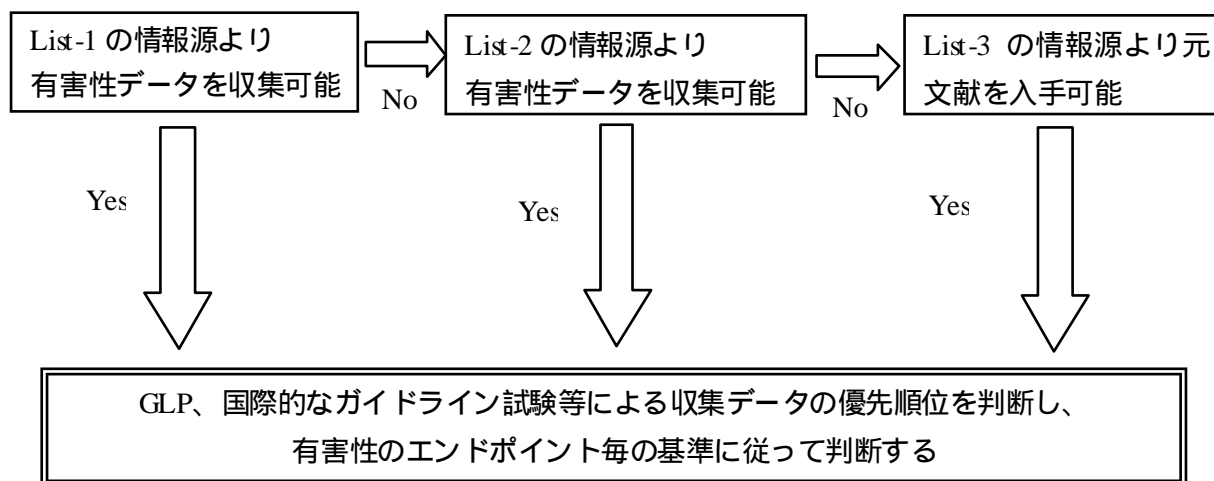 List-1 の情報源より
有害性データを収集可能
No
List-2 の情報源より
有害性データを収集可能
No
List-3 の情報源より元
文献を入手可能
Yes
Yes
Yes
GLP、国際的なガイドライン試験等による収集データの優先順位を判断し、
有害性のエンドポイント毎の基準に従って判断する